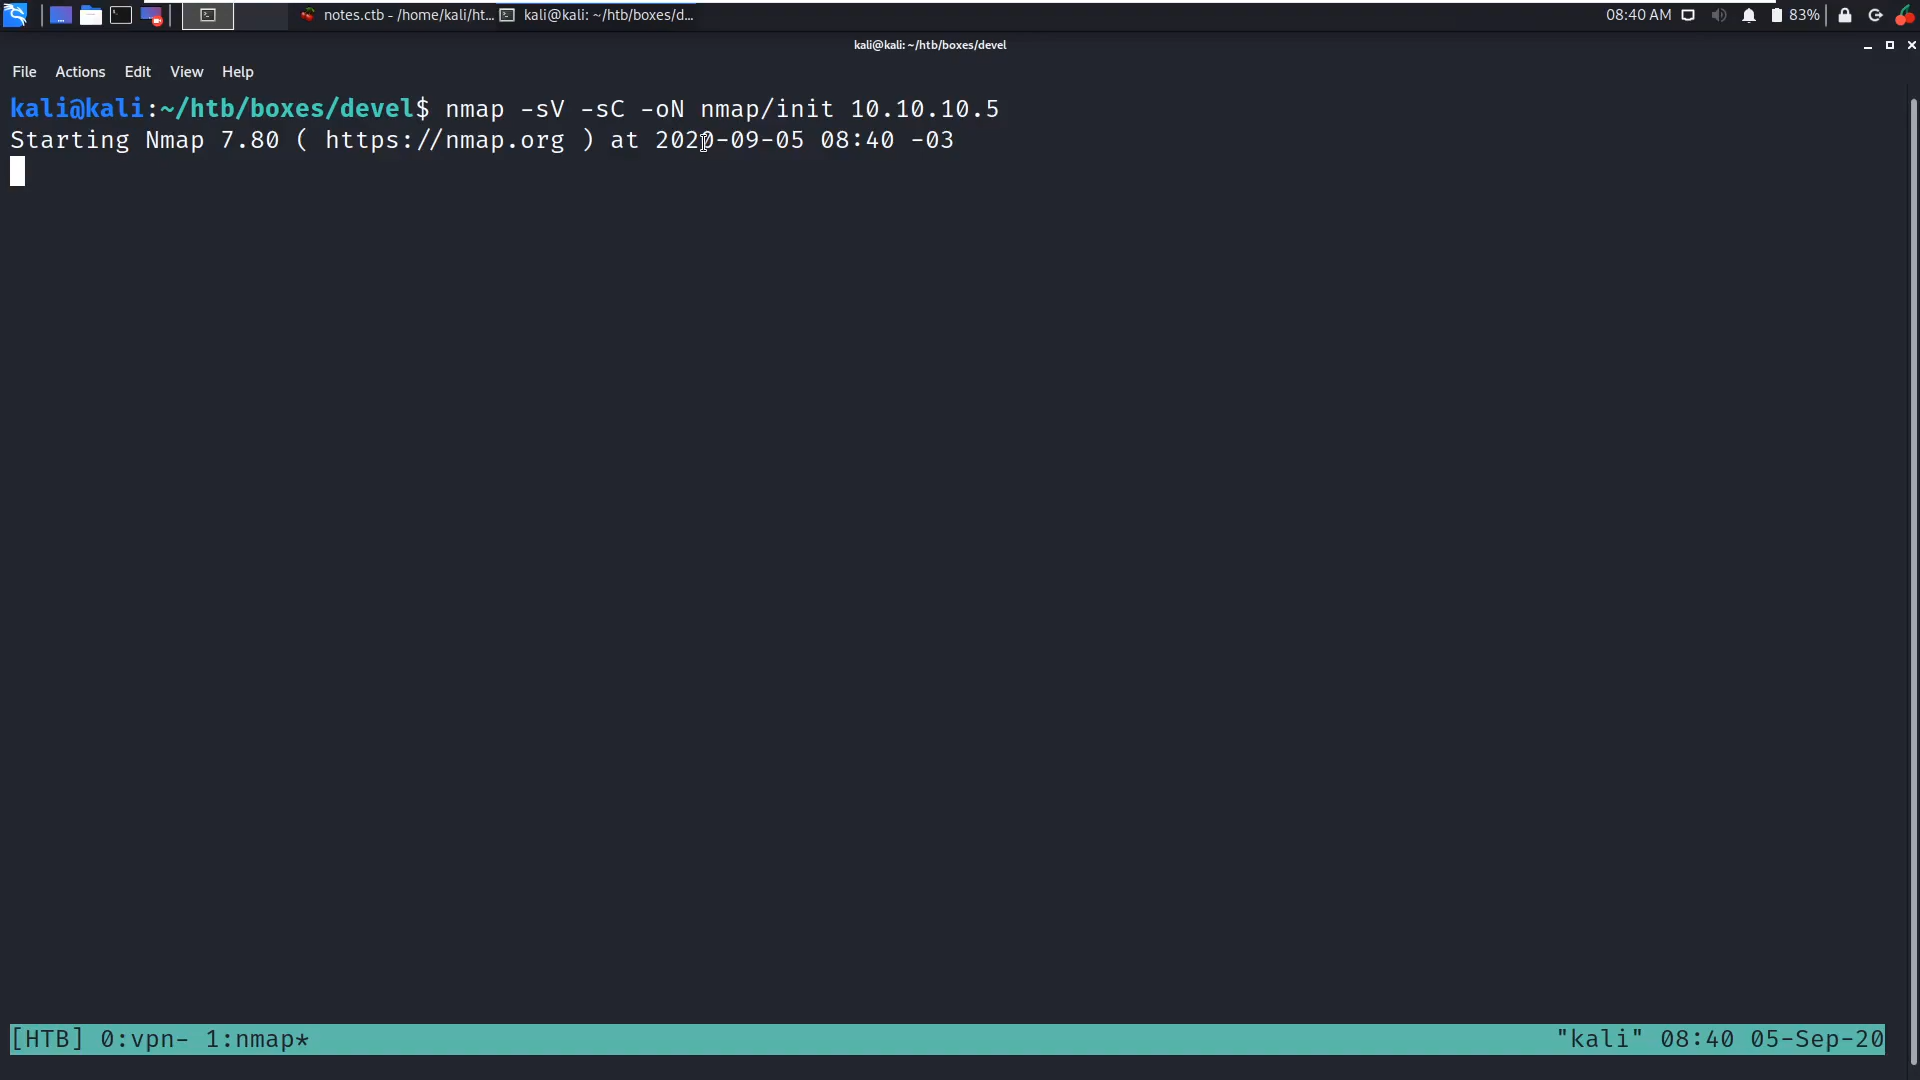 notes.ctb - /home/kali/ht... kali@kali: ~/htb/boxes/d... 08:40 AM 83%
kali@kali: ~/htb/boxes/devel
File Actions Edit View Help
kali@kali:~/htb/boxes/devel$ nmap -sV -sC -oN nmap/init 10.10.10.5
Starting Nmap 7.80 ( https://nmap.org ) at 2020-09-05 08:40 -03
[HTB] 0:vpn- 1:nmap* "kali" 08:40 05-Sep-20